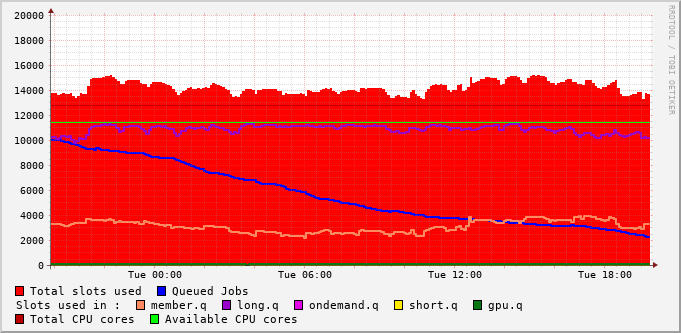 20000
18000
16000
14000
12000
10000
8000
6000
4000
2000
0
Tue 00:00 Tue 06:00 Tue 12:00 Tue 18:00
Total slots used Queued Jobs
Slots used in : member.q long.q ondemand.q short.q gpu.q
Total CPU cores Available CPU cores
RRDTOOL / TOBI OETIKER